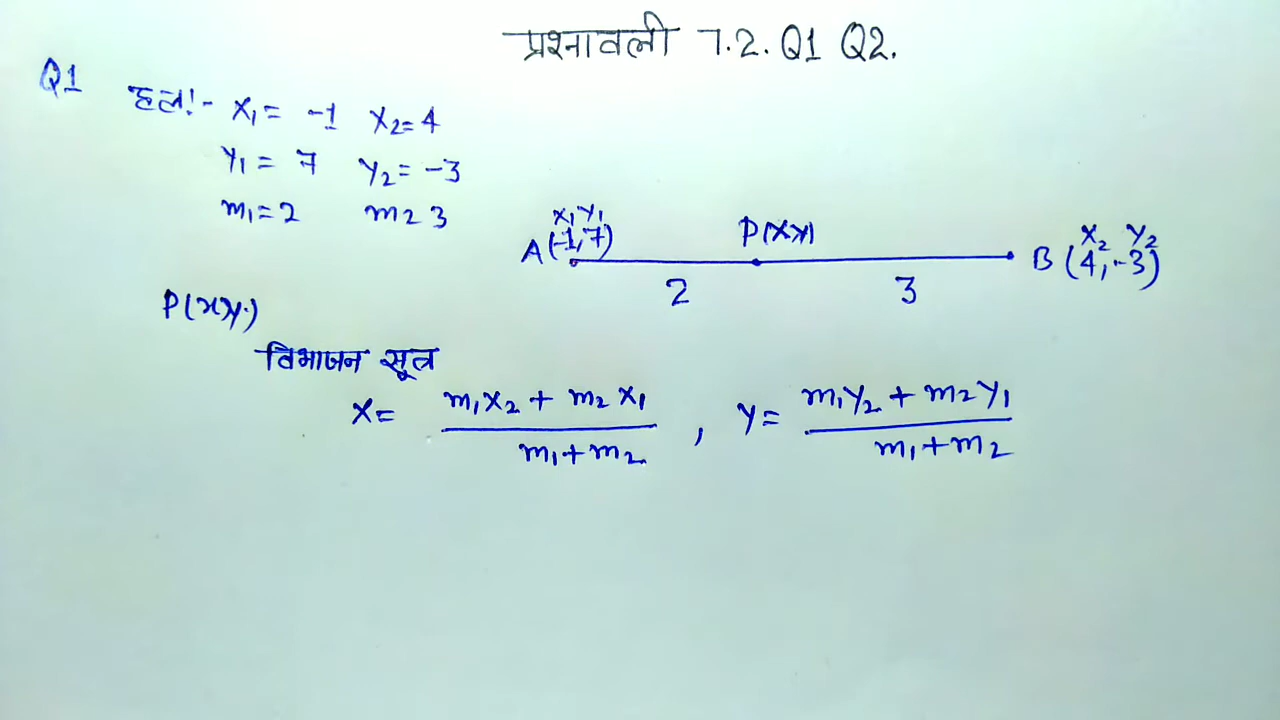 प्रश्नावली 7.2. Q1 Q2.
Q1 हल:- x₁ = -1 x₂=4
y₁ = 7 y₂ = -3
m₁=2 m2 3
x₁ y₁ P(x y) x₂ y₂
A(-1,7) B (4,-3)
2 3
P(x y.)
विभाजन सूत्र
x = (m₁x₂ + m₂ x₁)/(m₁+m₂) , y = (m₁y₂ + m₂y₁)/(m₁+m₂)